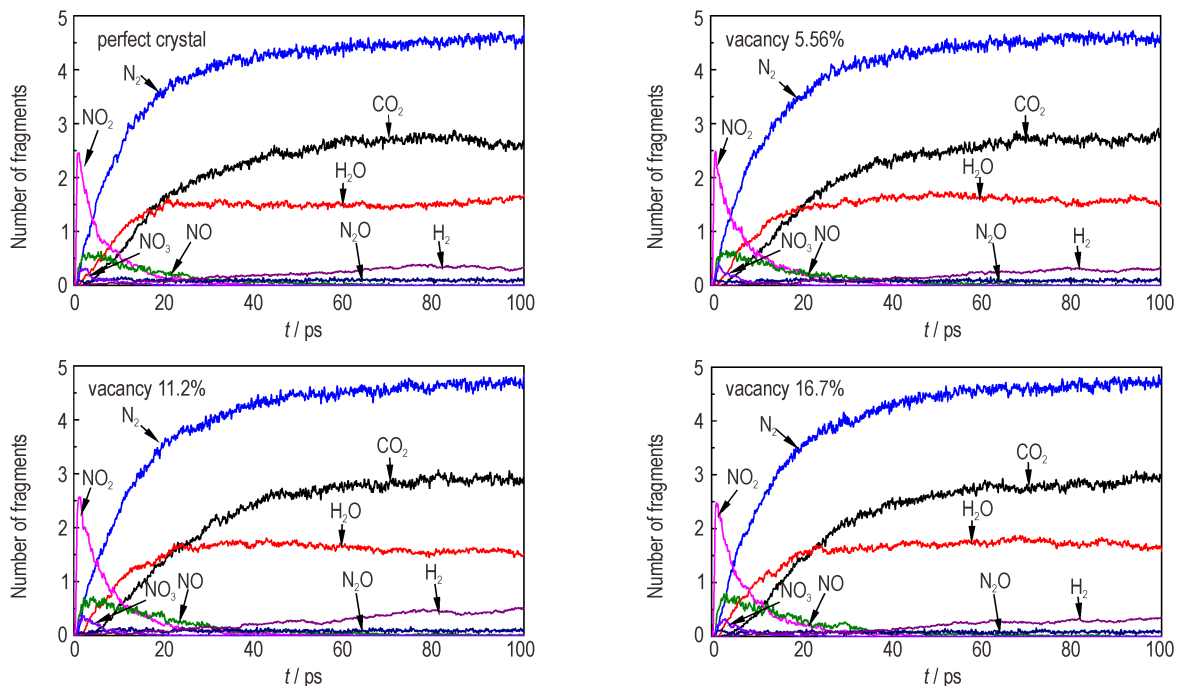 perfect crystal
Number of fragments
5
4
3
2
1
0
N₂
NO₂
CO₂
H₂O
NO₃
NO
N₂O
H₂
0
20
40
60
80
100
t / ps
vacancy 5.56%
Number of fragments
5
4
3
2
1
0
N₂
NO₂
CO₂
H₂O
NO₃
NO
N₂O
H₂
0
20
40
60
80
100
t / ps
vacancy 11.2%
Number of fragments
5
4
3
2
1
0
N₂
NO₂
CO₂
H₂O
NO₃
NO
N₂O
H₂
0
20
40
60
80
100
t / ps
vacancy 16.7%
Number of fragments
5
4
3
2
1
0
N₂
NO₂
CO₂
H₂O
NO₃
NO
N₂O
H₂
0
20
40
60
80
100
t / ps